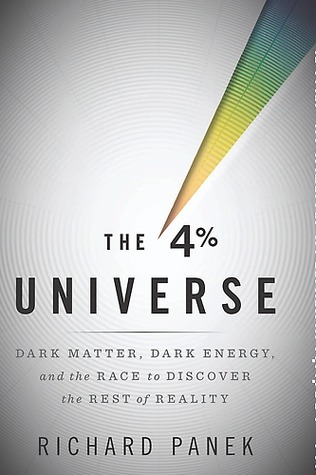 THE 4%
UNIVERSE
DARK MATTER, DARK ENERGY,
and the RACE to DISCOVER
the REST of REALITY
RICHARD PANEK